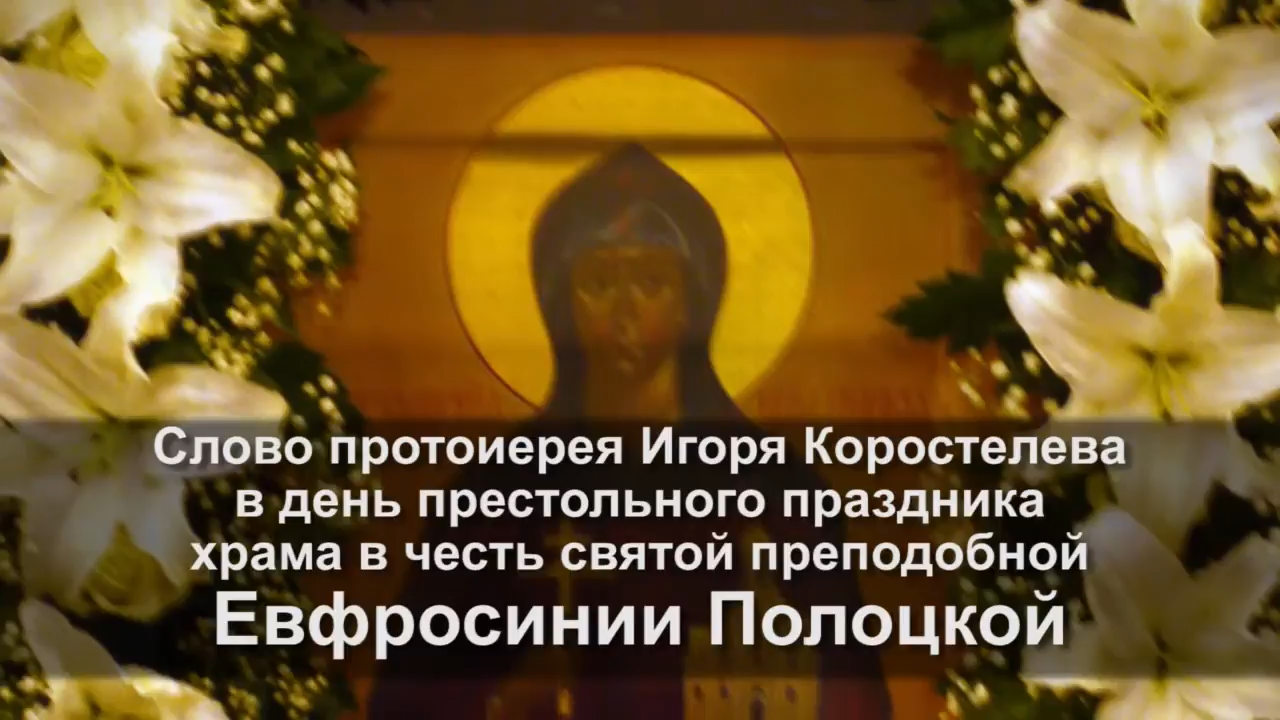 Слово протоиерея Игоря Коростелева
в день престольного праздника
храма в честь святой преподобной
Евфросинии Полоцкой